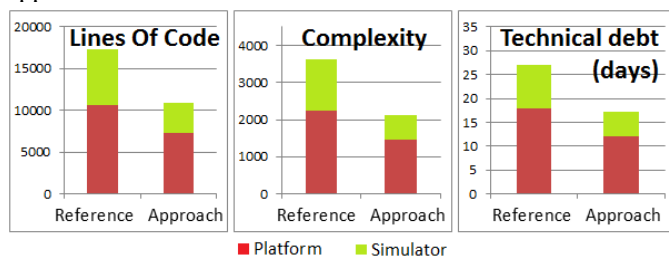 Lines Of Code
20000
15000
10000
5000
0
Reference Approach
Complexity
4000
3000
2000
1000
0
Reference Approach
Technical debt
(days)
35
30
25
20
15
10
5
0
Reference Approach
Platform Simulator